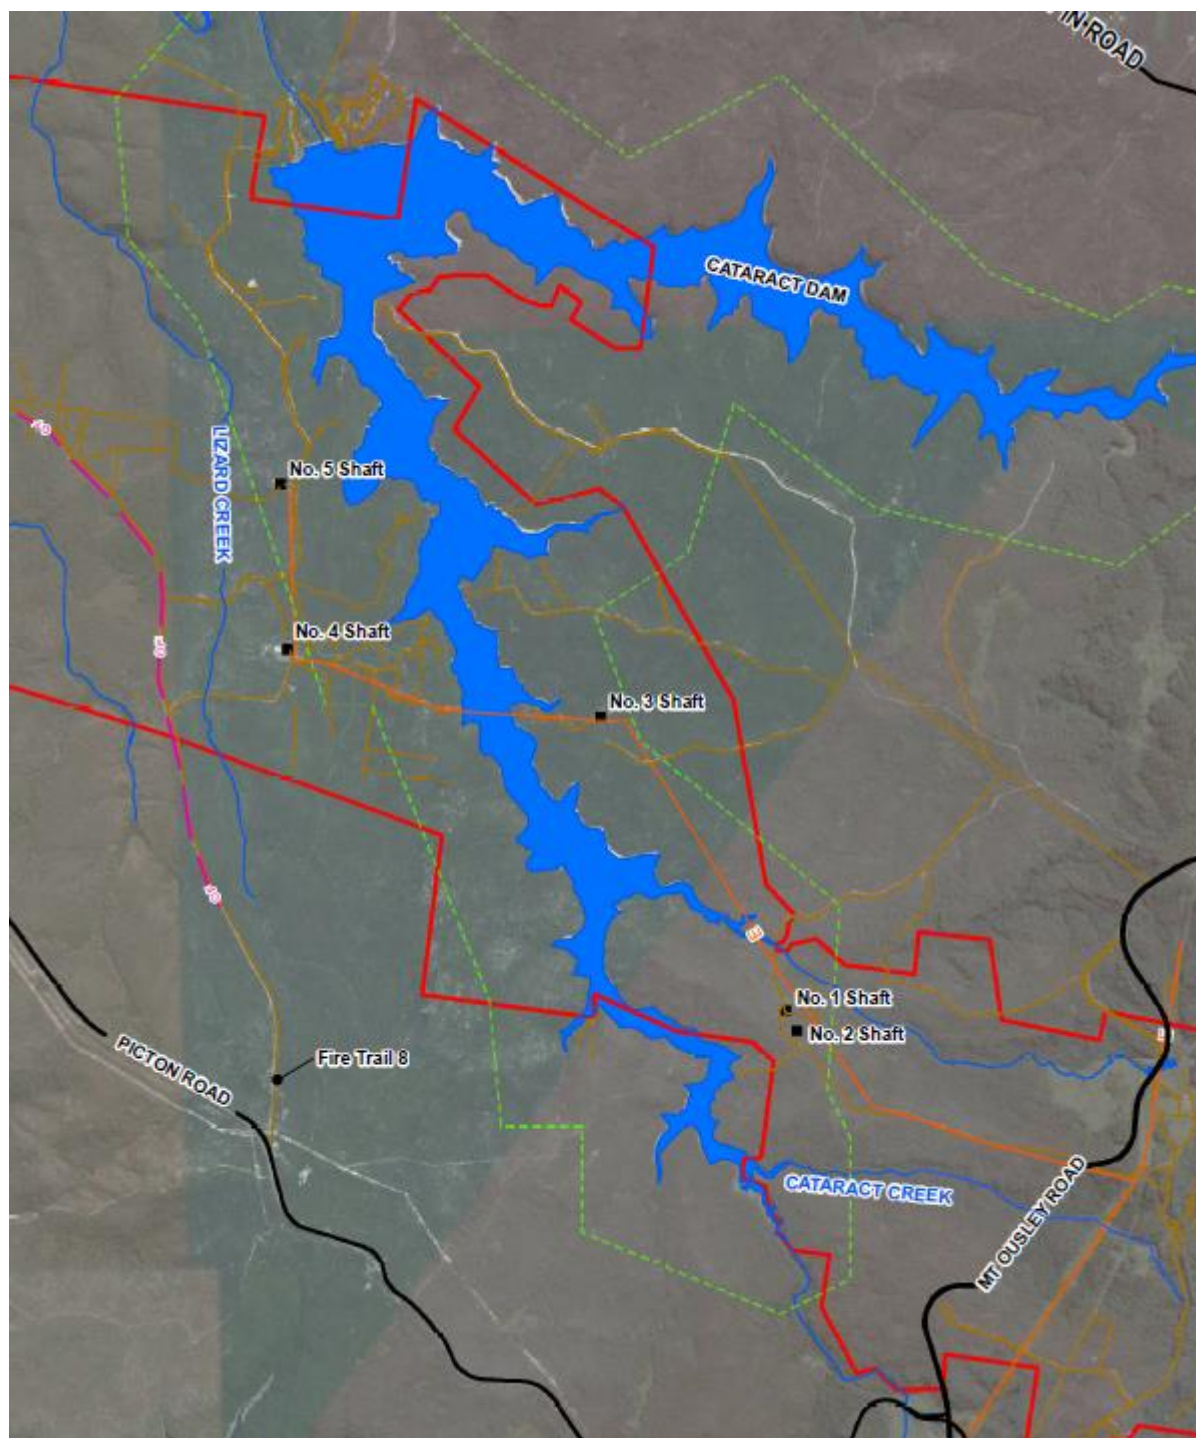 IN ROAD
CATARACT DAM
LIZARD CREEK
No. 5 Shaft
No. 4 Shaft
No. 3 Shaft
No. 1 Shaft
No. 2 Shaft
Fire Trail 8
PICTON ROAD
CATARACT CREEK
MT OUSLEY ROAD